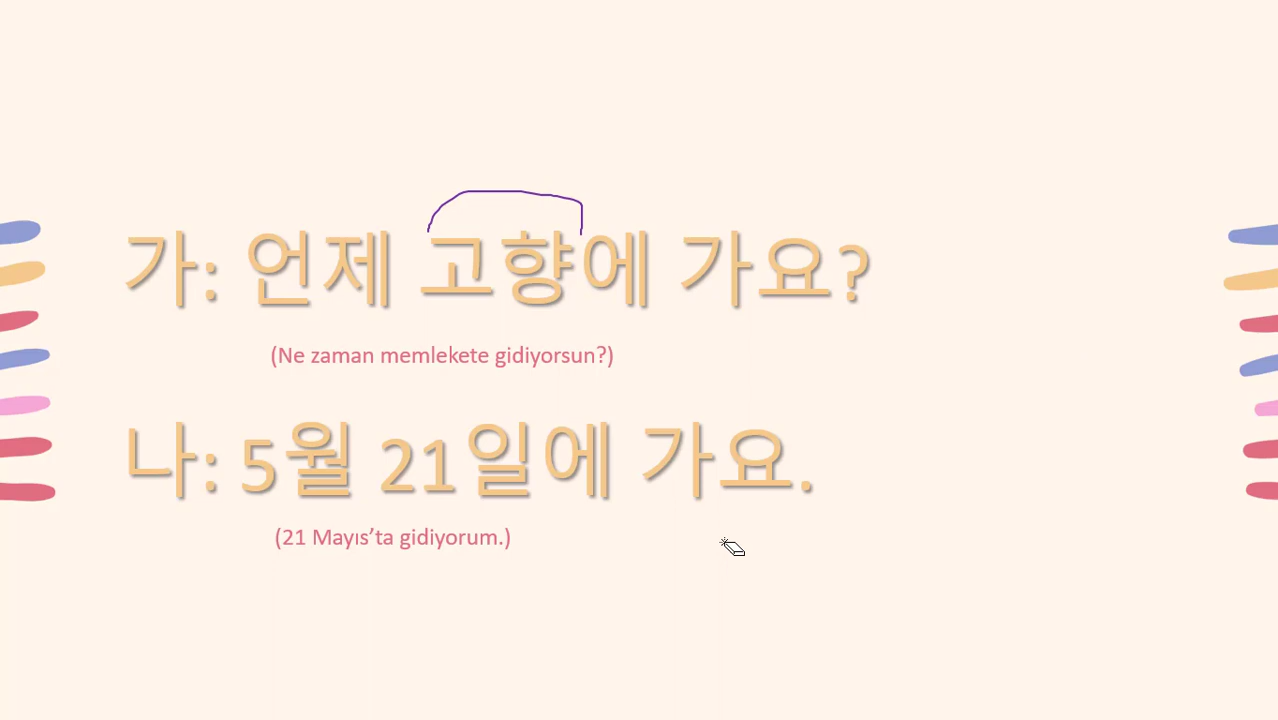 가: 언제 고향에 가요?
(Ne zaman memlekete gidiyorsun?)
나: 5월 21일에 가요.
(21 Mayıs’ta gidiyorum.)